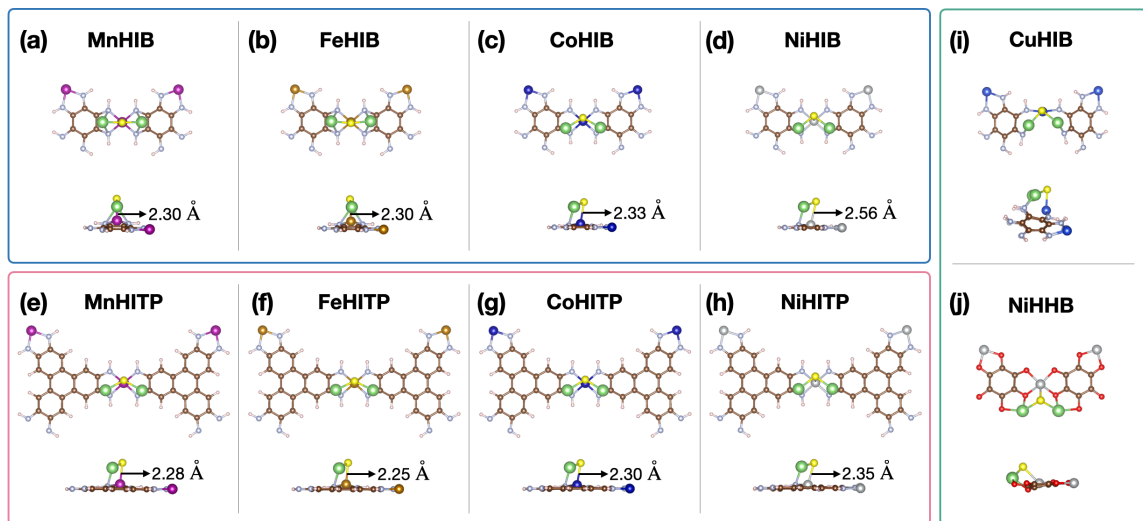 (a) MnHIB
2.30 Å
(b) FeHIB
2.30 Å
(c) CoHIB
2.33 Å
(d) NiHIB
2.56 Å
(e) MnHITP
2.28 Å
(f) FeHITP
2.25 Å
(g) CoHITP
2.30 Å
(h) NiHITP
2.35 Å
(i) CuHIB
(j) NiHHB